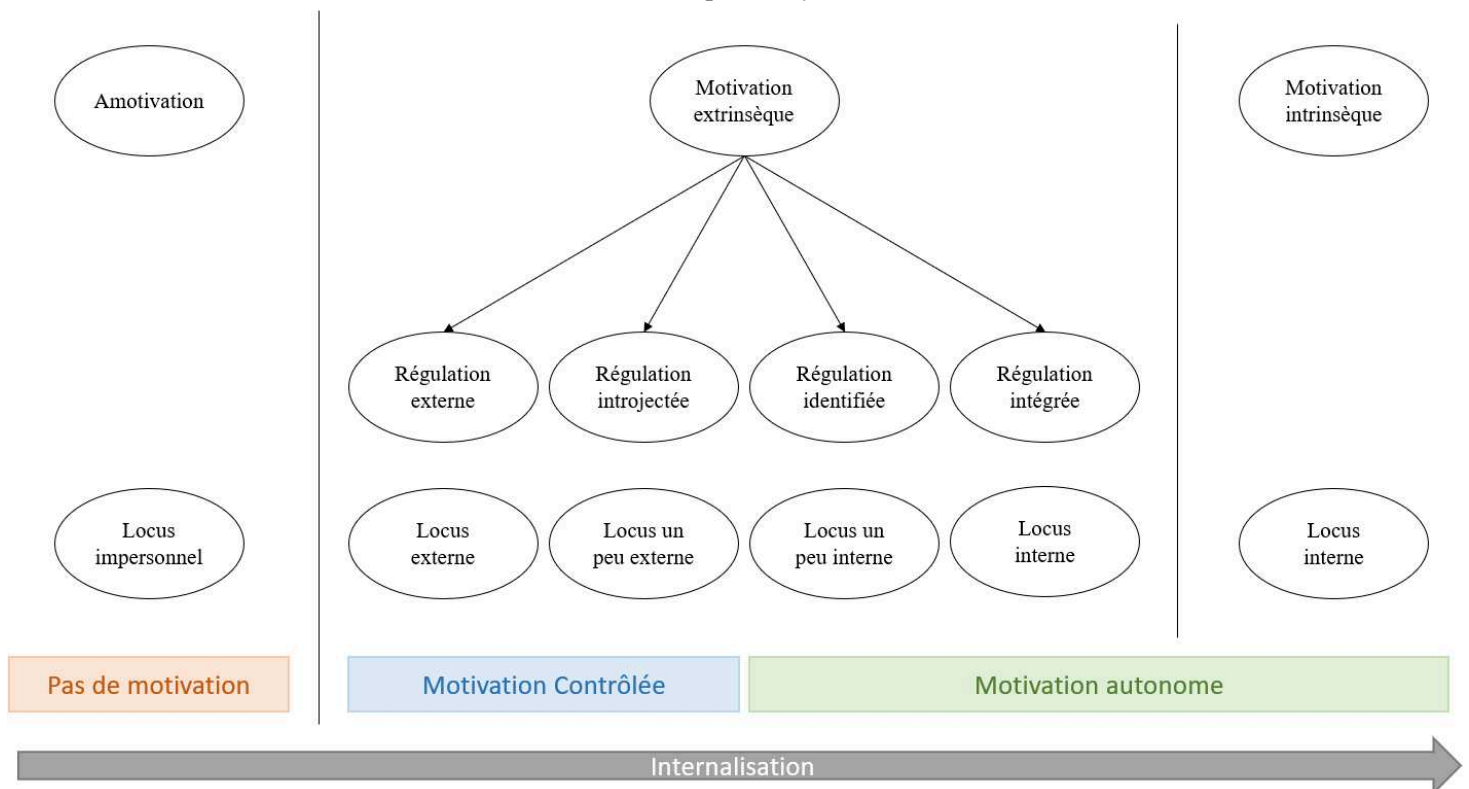 Amotivation
Motivation
extrinsèque
Motivation
intrinsèque
Régulation
externe
Régulation
introjectée
Régulation
identifiée
Régulation
intégrée
Locus
impersonnel
Locus
externe
Locus un
peu externe
Locus un
peu interne
Locus
interne
Locus
interne
Pas de motivation
Motivation Contrôlée
Motivation autonome
Internalisation